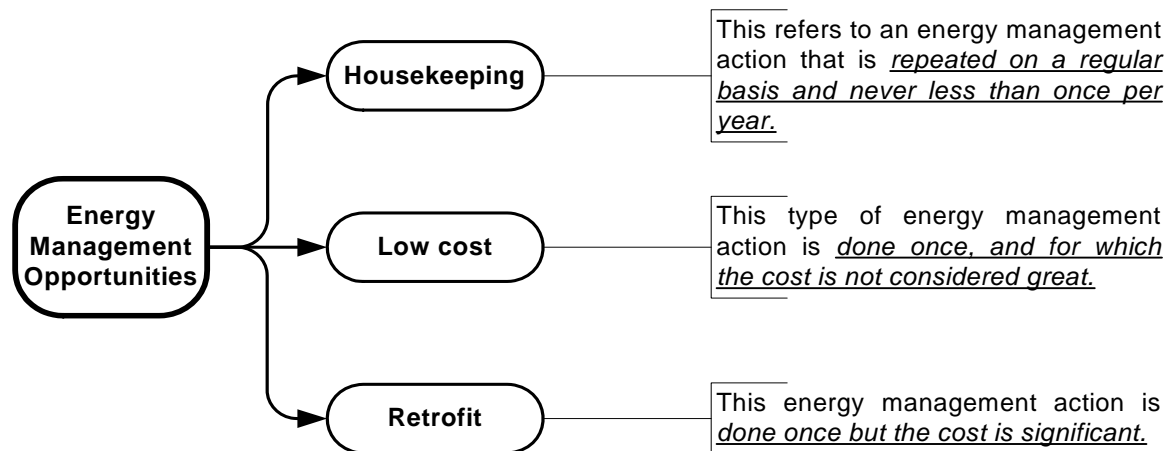 Energy
Management
Opportunities
Housekeeping
This refers to an energy management
action that is repeated on a regular
basis and never less than once per
year.
Low cost
This type of energy management
action is done once, and for which
the cost is not considered great.
Retrofit
This energy management action is
done once but the cost is significant.